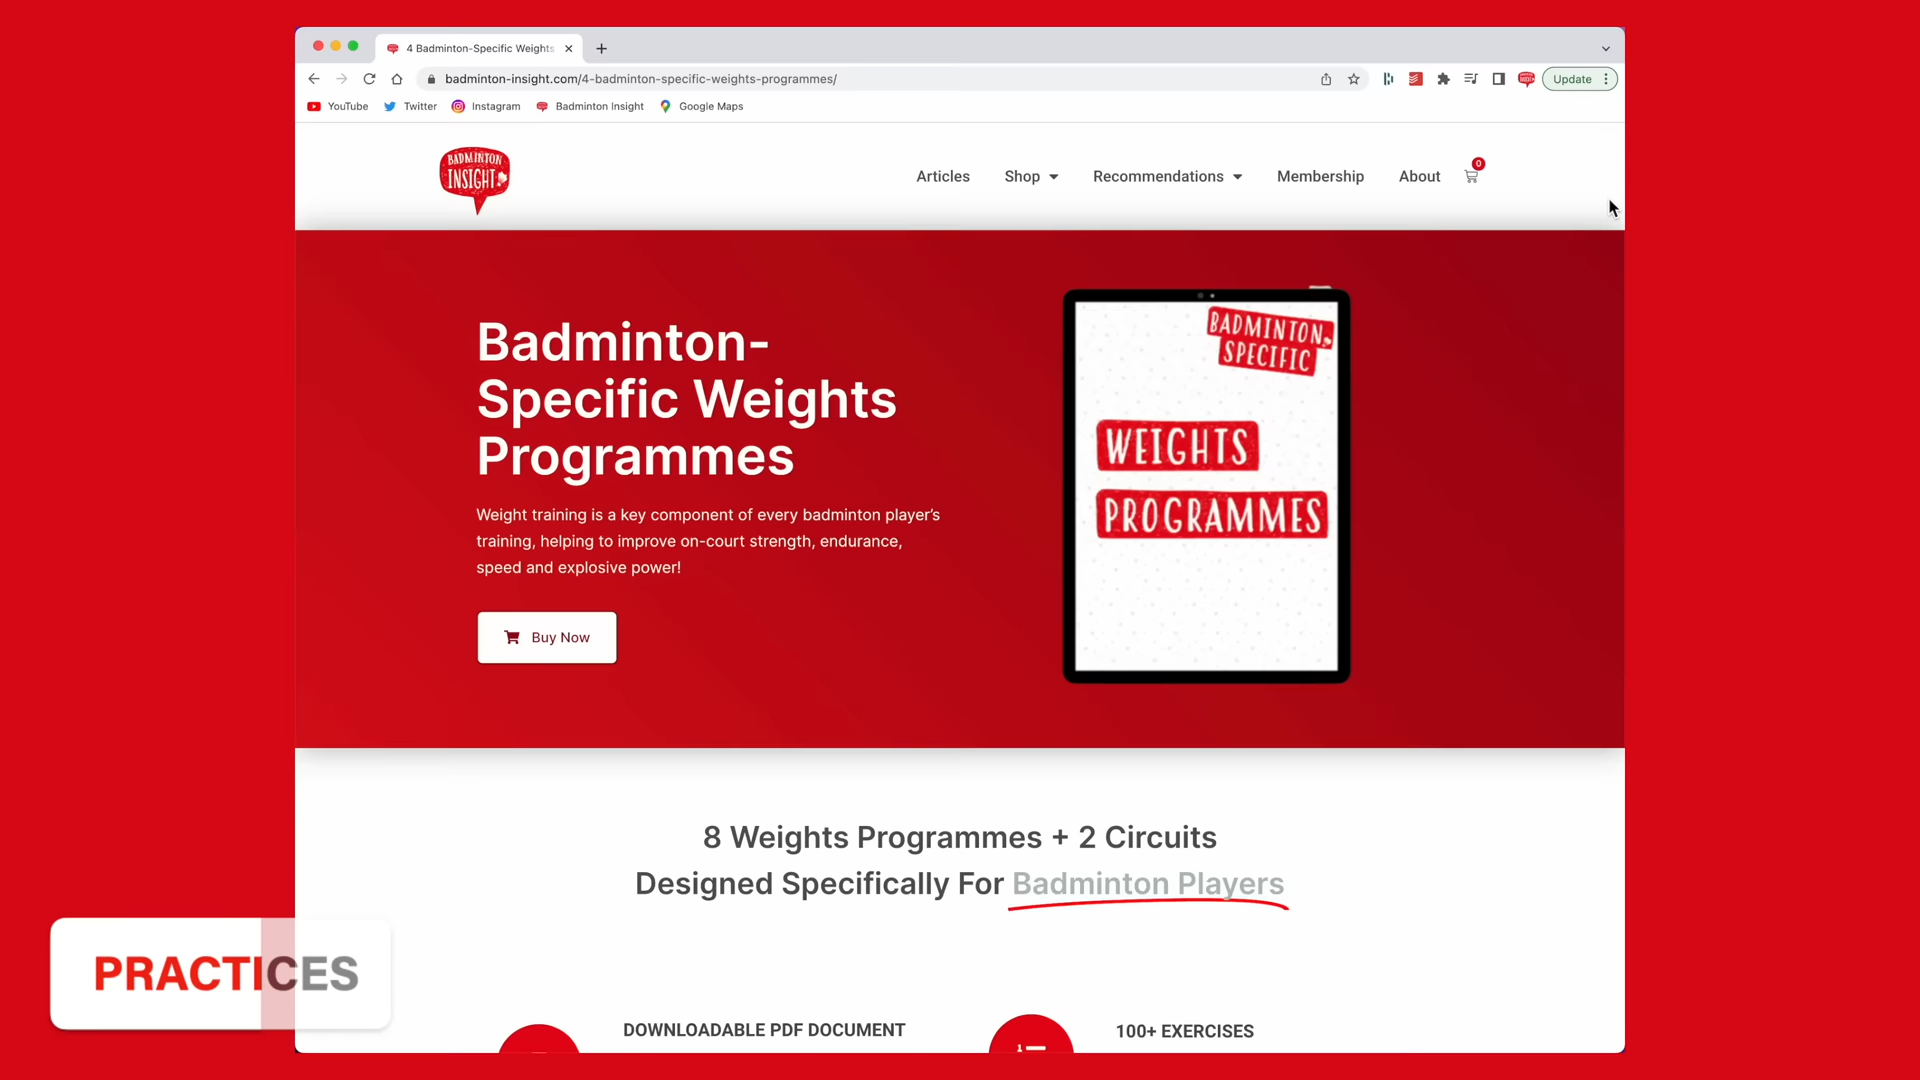 4 Badminton-Specific Weights
badminton-insight.com/4-badminton-specific-weights-programmes/
Update
YouTube
Twitter
Instagram
Badminton Insight
Google Maps
BADMINTON
INSIGHT
Articles
Shop
Recommendations
Membership
About
0
Badminton-
Specific Weights
Programmes
Weight training is a key component of every badminton player's
training, helping to improve on-court strength, endurance,
speed and explosive power!
Buy Now
BADMINTON
SPECIFIC
WEIGHTS
PROGRAMMES
8 Weights Programmes + 2 Circuits
Designed Specifically For Badminton Players
PRACTICES
DOWNLOADABLE PDF DOCUMENT
1
100+ EXERCISES